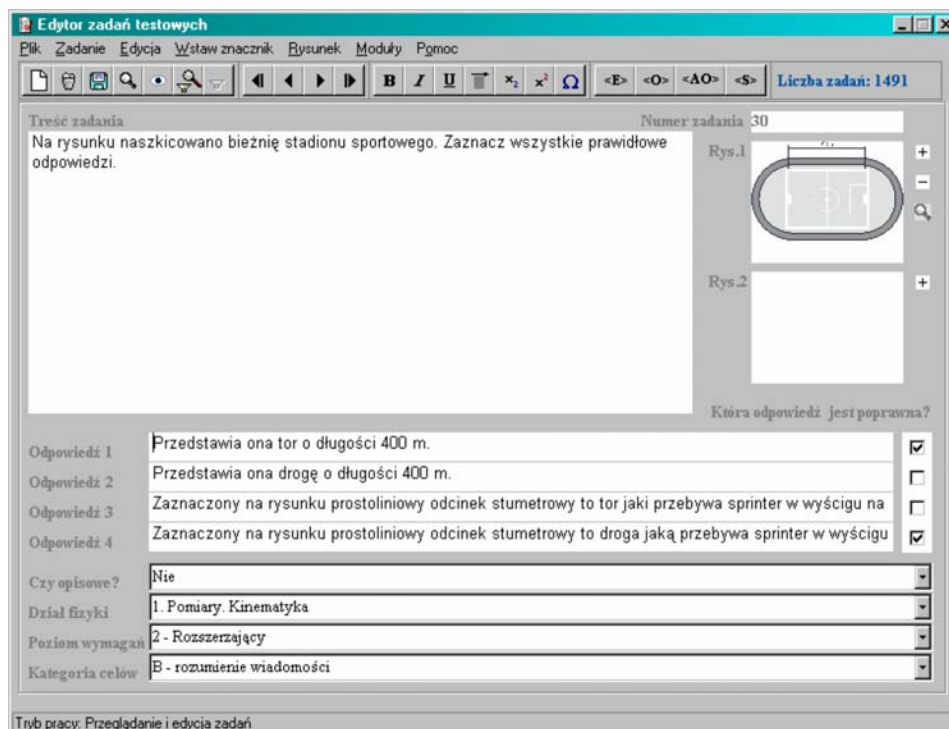 Edytor zadań testowych
Plik Zadanie Edycja Wstaw znacznik Rysunek Moduły Pomoc
B I U x₂ x² Ω <E> <O> <AO> <S> Liczba zadań: 1491
Treść zadania Numer zadania 30
Na rysunku naszkicowano bieżnię stadionu sportowego. Zaznacz wszystkie prawidłowe
odpowiedzi.
Rys.1
Rys.2
Która odpowiedź jest poprawna?
Odpowiedź 1 Przedstawia ona tor o długości 400 m.
Odpowiedź 2 Przedstawia ona drogę o długości 400 m.
Odpowiedź 3 Zaznaczony na rysunku prostoliniowy odcinek stumetrowy to tor jaki przebywa sprinter w wyścigu na
Odpowiedź 4 Zaznaczony na rysunku prostoliniowy odcinek stumetrowy to droga jaką przebywa sprinter w wyścigu
Czy opisowe? Nie
Dział fizyki 1. Pomiary. Kinematyka
Poziom wymagań 2 - Rozszerzający
Kategoria celów B - rozumienie wiadomości
Tryb pracy: Przeglądanie i edycja zadań